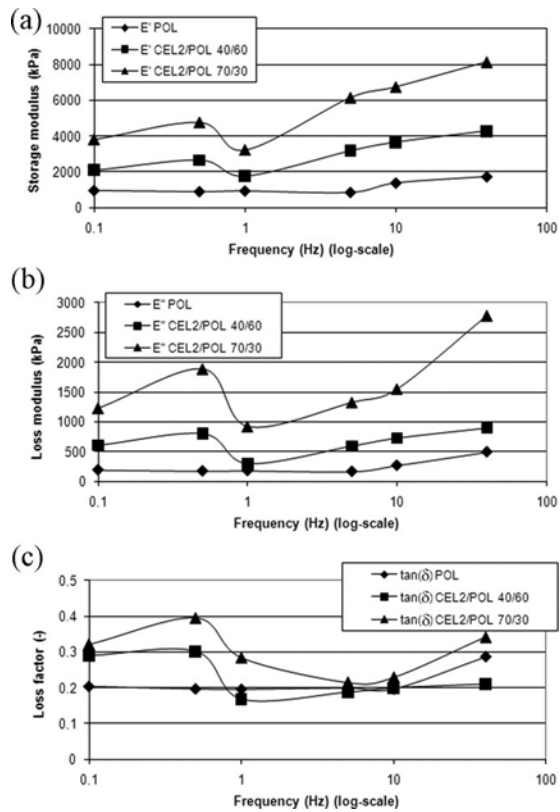 (a)
E' POL
E' CEL2/POL 40/60
E' CEL2/POL 70/30
Storage modulus (kPa)
10000
8000
6000
4000
2000
0
0.1 1 10 100
Frequency (Hz) (log-scale)
(b)
E" POL
E" CEL2/POL 40/60
E" CEL2/POL 70/30
Loss modulus (kPa)
3000
2500
2000
1500
1000
500
0
0.1 1 10 100
Frequency (Hz) (log-scale)
(c)
tan(δ) POL
tan(δ) CEL2/POL 40/60
tan(δ) CEL2/POL 70/30
Loss factor (-)
0.5
0.4
0.3
0.2
0.1
0
0.1 1 10 100
Frequency (Hz) (log-scale)